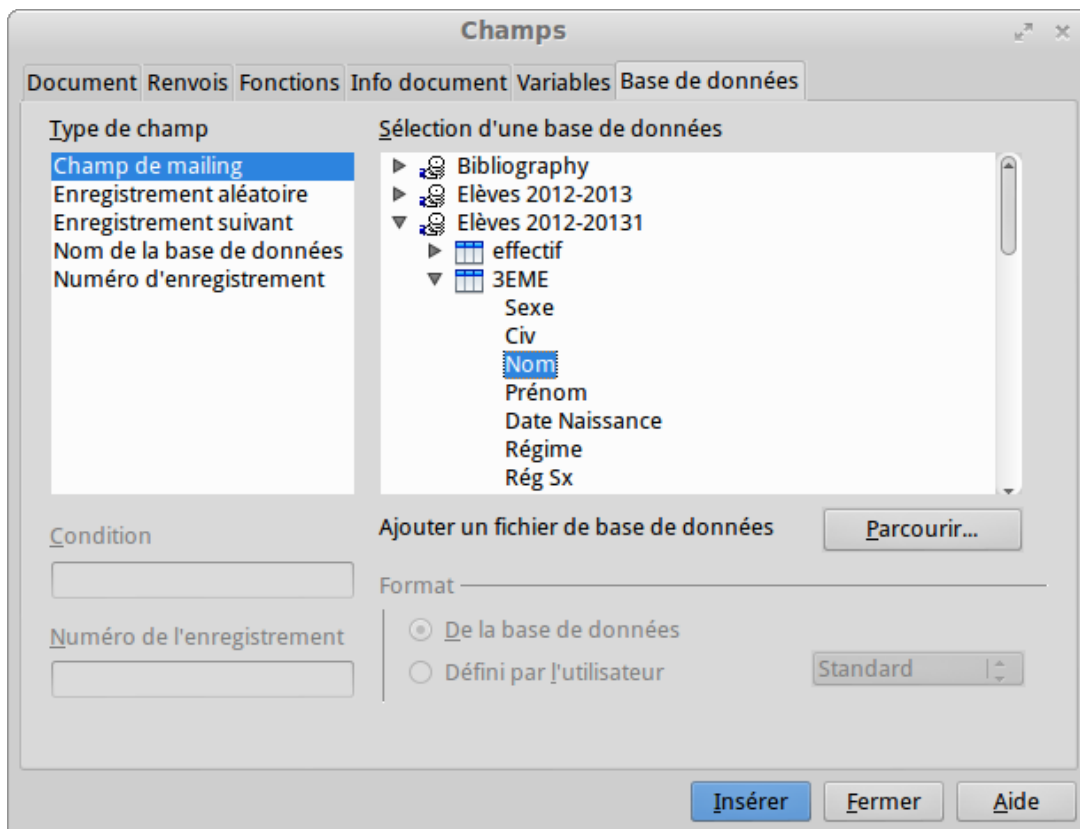 Champs
Document Renvois Fonctions Info document Variables Base de données
Type de champ
Champ de mailing
Enregistrement aléatoire
Enregistrement suivant
Nom de la base de données
Numéro d'enregistrement
Sélection d'une base de données
Bibliography
Elèves 2012-2013
Elèves 2012-20131
effectif
3EME
Sexe
Civ
Nom
Prénom
Date Naissance
Régime
Rég Sx
Condition
Numéro de l'enregistrement
Ajouter un fichier de base de données Parcourir...
Format
De la base de données
Défini par l'utilisateur Standard
Insérer Fermer Aide